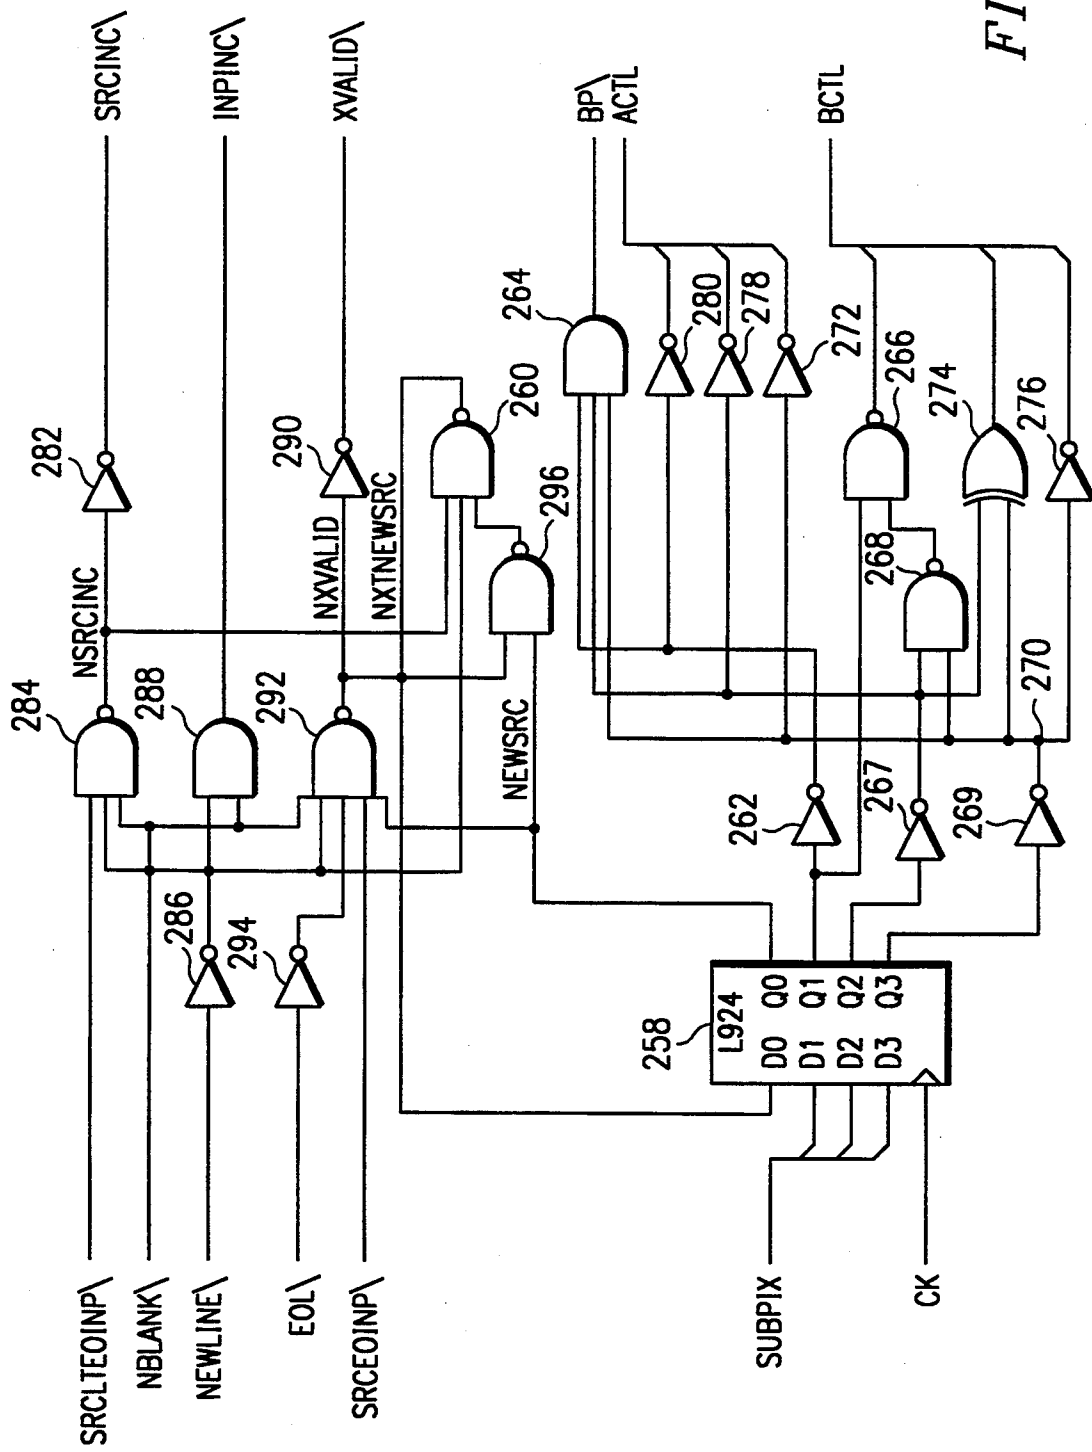 SRCINC\
INPINC\
XVALID\
BP\
ACTL
BCTL
FI
282
290
NSRCINC
NXVALID
NXTNEWSRC
284
288
292
260
296
NEWSRC
264
280
278
272
266
274
276
268
270
262
267
269
286
294
258
L924
D0 Q0
D1 Q1
D2 Q2
D3 Q3
SRCLTEOINP\
NBLANK\
NEWLINE\
EOL\
SRCEOINP\
SUBPIX
CK